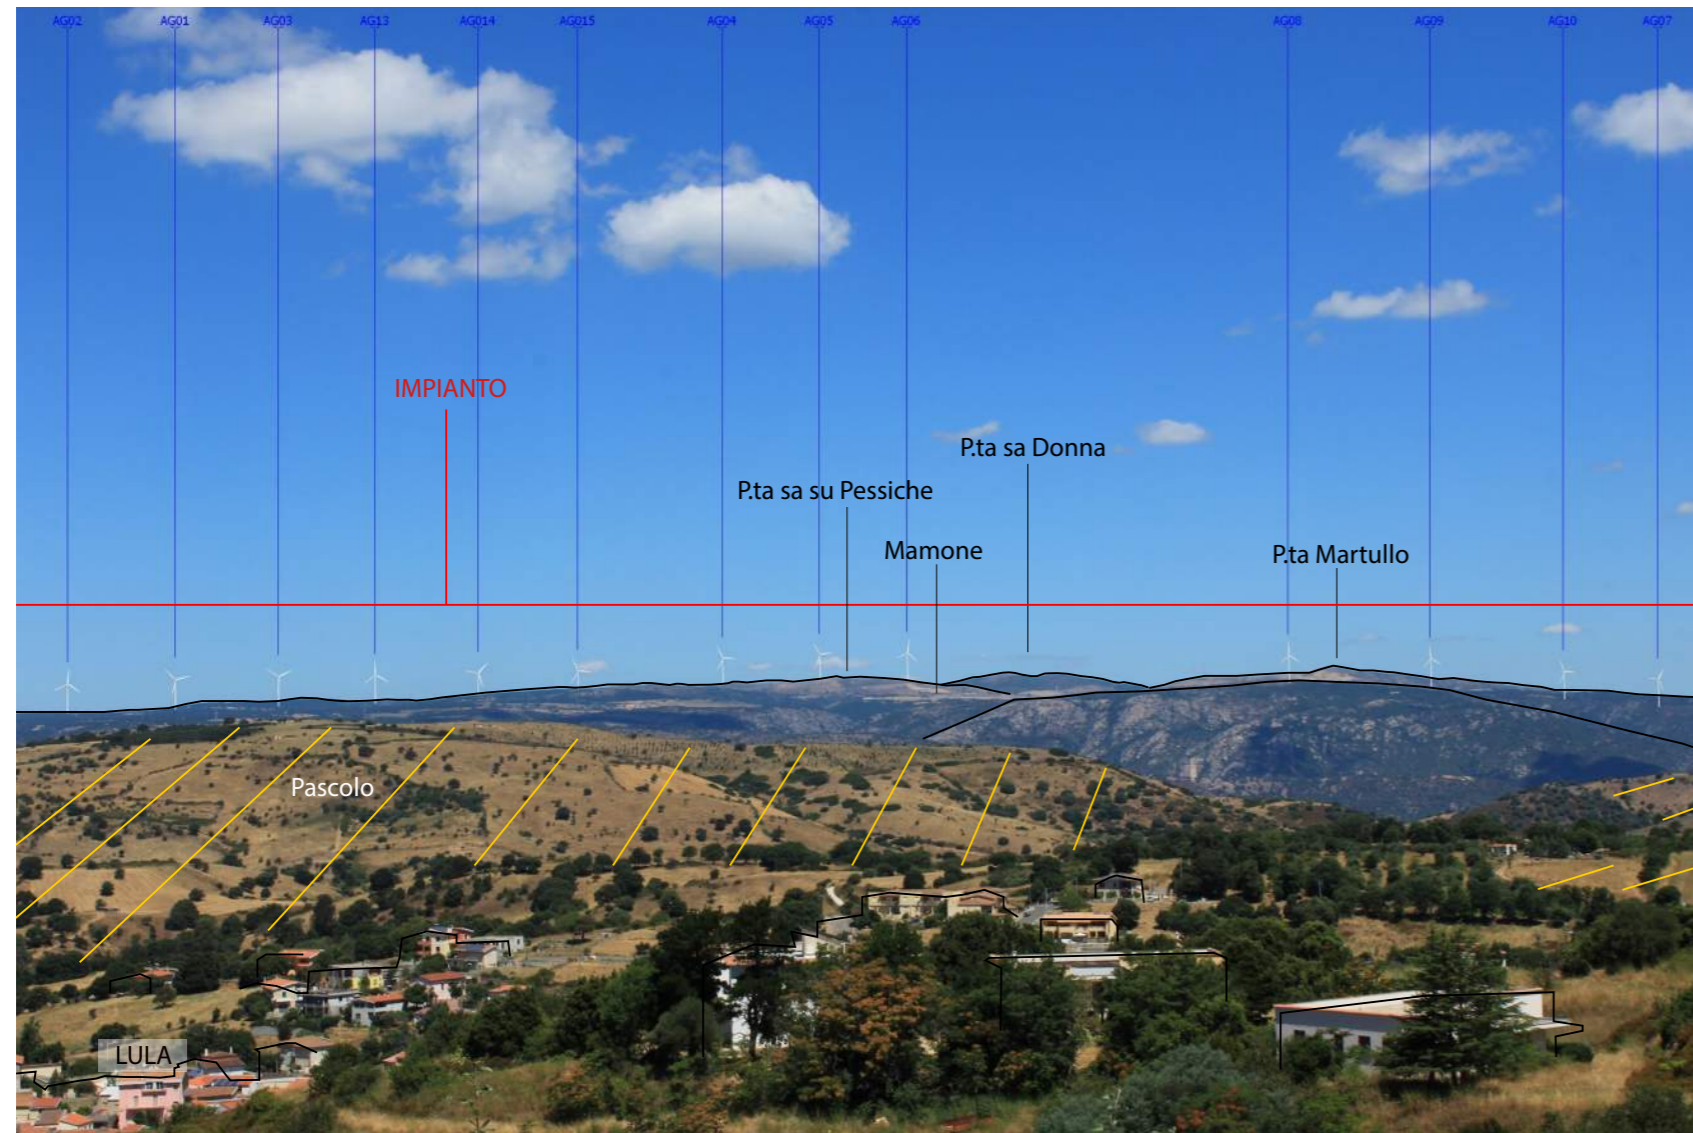 AG02 AG01 AG03 AG13 AG014 AG015 AG04 AG05 AG06 AG08 AG09 AG10 AG07
IMPIANTO
P.ta sa Donna
P.ta sa su Pessiche
Mamone
P.ta Martullo
Pascolo
LULA